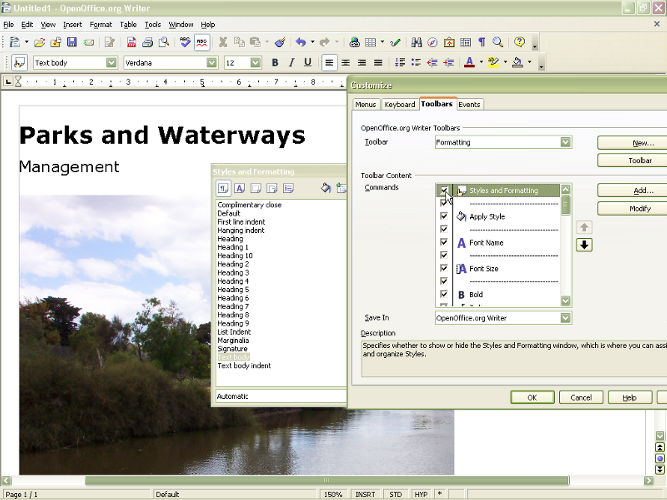 Untitled1 - OpenOffice.org Writer
File Edit View Insert Format Table Tools Window Help
Text body Verdana 12 B I U
Customize
Menus Keyboard Toolbars Events
OpenOffice.org Writer Toolbars
Toolbar Formatting New...
Toolbar
Toolbar Content
Commands Styles and Formatting Add...
Modify
Apply Style
Font Name
Font Size
Bold
Save In OpenOffice.org Writer
Description
Specifies whether to show or hide the Styles and Formatting window, which is where you can assi
and organize Styles.
OK Cancel Help
Parks and Waterways
Management
Styles and Formatting
Complimentary close
Default
First line indent
Hanging indent
Heading
Heading 1
Heading 10
Heading 2
Heading 3
Heading 4
Heading 5
Heading 6
Heading 7
Heading 8
Heading 9
List Indent
Marginalia
Signature
Text body
Text body indent
Automatic
Page 1 / 1 Default 150% INSRT STD HYP *